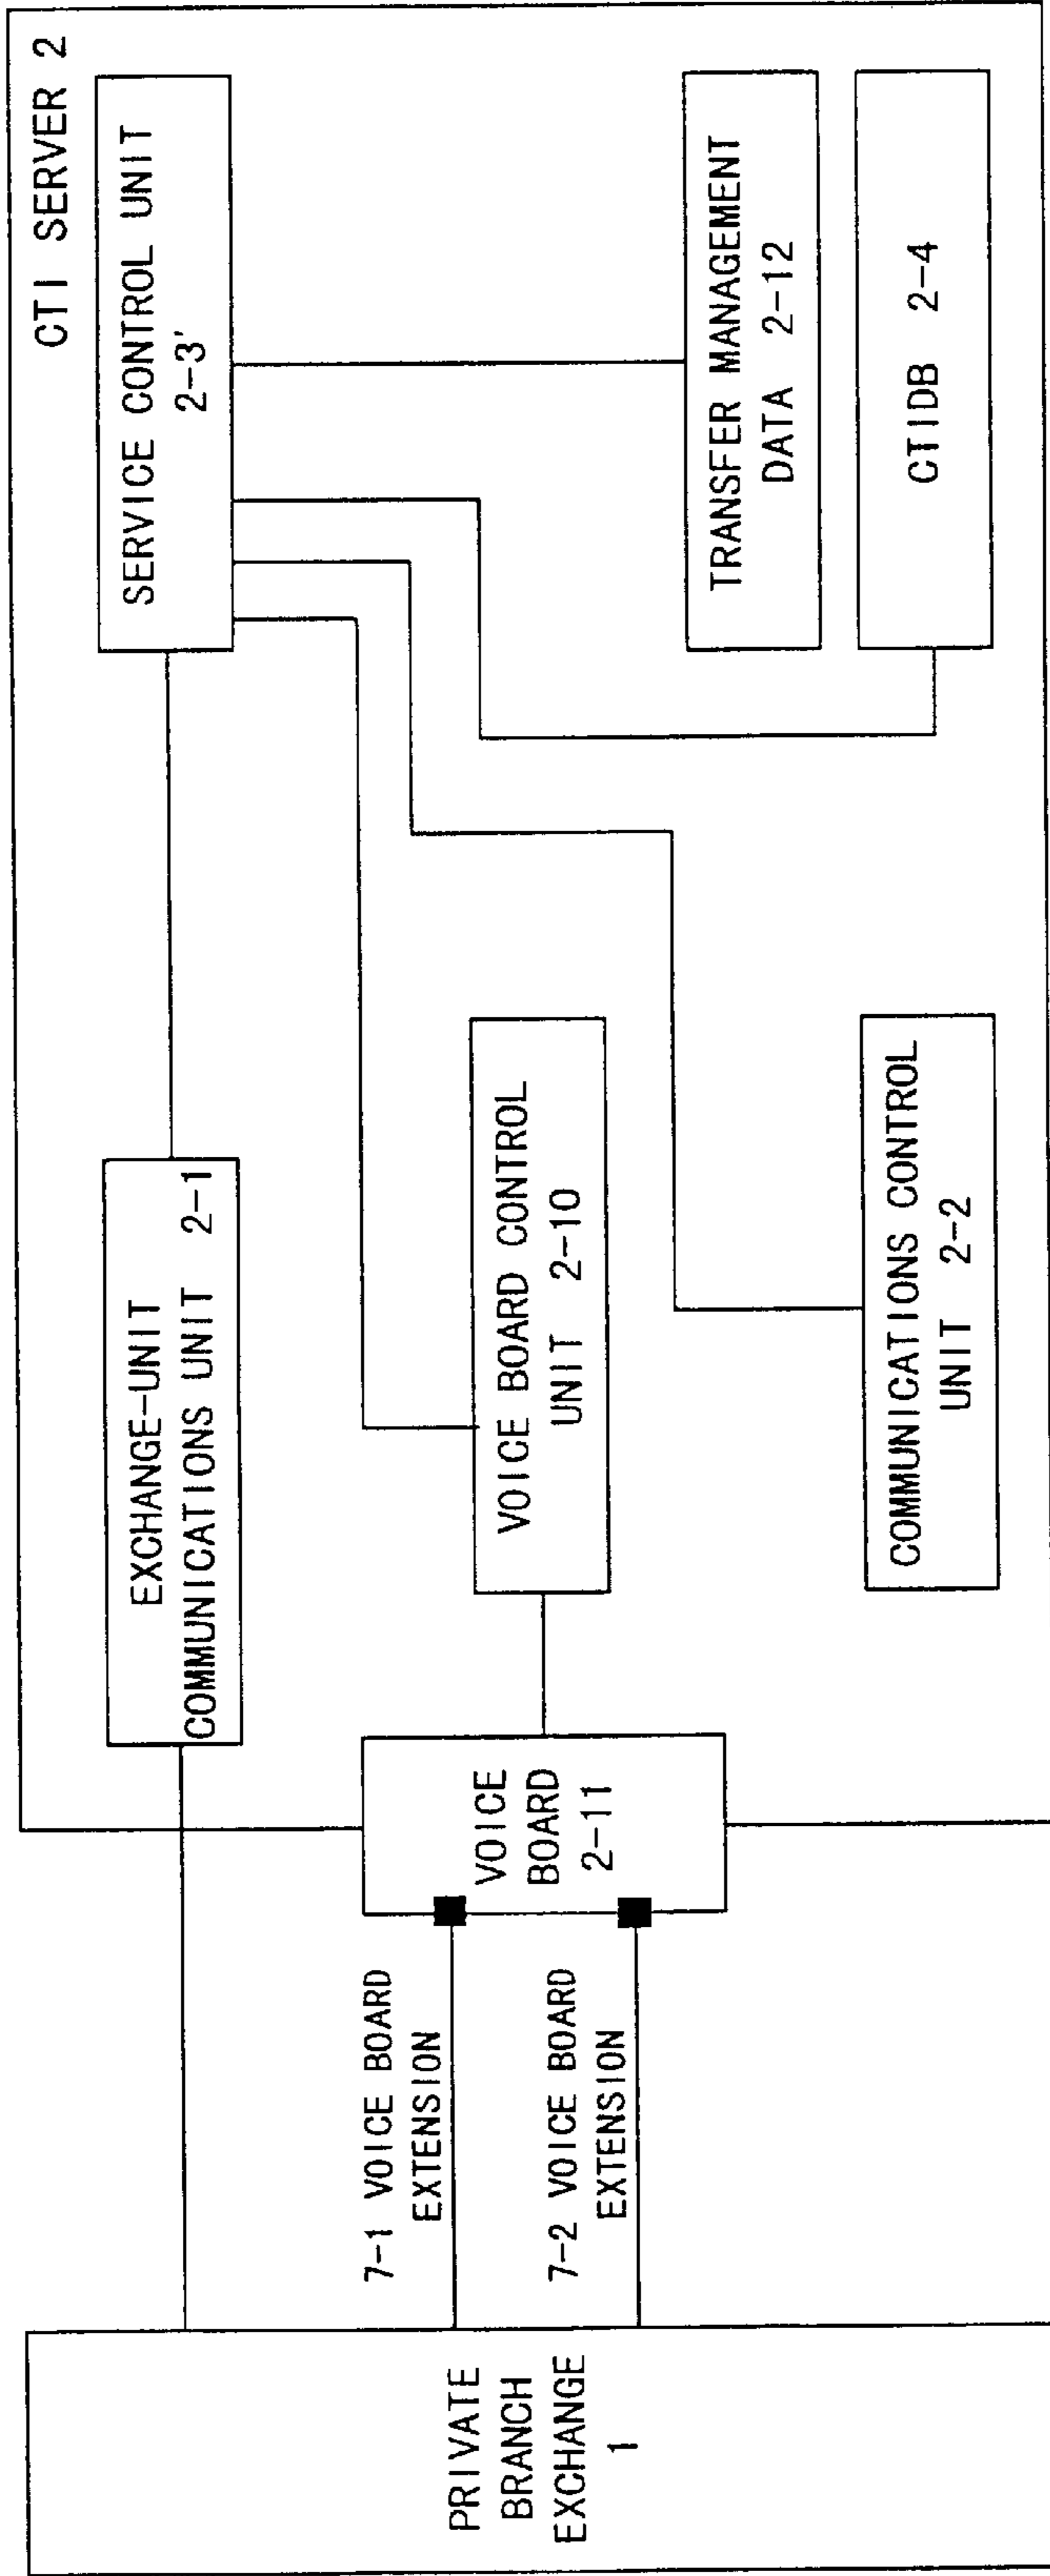 CTI SERVER 2
SERVICE CONTROL UNIT
2-3'
EXCHANGE-UNIT
COMMUNICATIONS UNIT 2-1
TRANSFER MANAGEMENT
DATA 2-12
CTIDB 2-4
VOICE BOARD CONTROL
UNIT 2-10
COMMUNICATIONS CONTROL
UNIT 2-2
VOICE
BOARD
2-11
7-1 VOICE BOARD
EXTENSION
7-2 VOICE BOARD
EXTENSION
PRIVATE
BRANCH
EXCHANGE
1